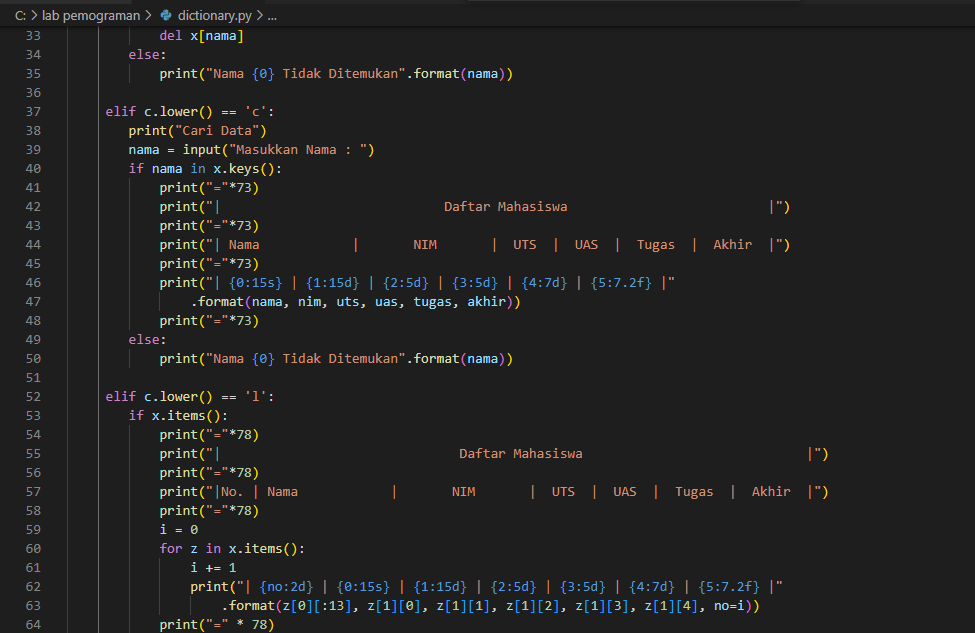 C: > lab pemograman > dictionary.py > ...
33 del x[nama]
34 else:
35 print("Nama {0} Tidak Ditemukan".format(nama))
36
37 elif c.lower() == 'c':
38 print("Cari Data")
39 nama = input("Masukkan Nama : ")
40 if nama in x.keys():
41 print("="*73)
42 print("|                             Daftar Mahasiswa                          |")
43 print("="*73)
44 print("| Nama            |       NIM       |  UTS  |  UAS  |  Tugas  |  Akhir  |")
45 print("="*73)
46 print("| {0:15s} | {1:15d} | {2:5d} | {3:5d} | {4:7d} | {5:7.2f} |"
47 .format(nama, nim, uts, uas, tugas, akhir))
48 print("="*73)
49 else:
50 print("Nama {0} Tidak Ditemukan".format(nama))
51
52 elif c.lower() == 'l':
53 if x.items():
54 print("="*78)
55 print("|                               Daftar Mahasiswa                             |")
56 print("="*78)
57 print("|No. | Nama            |       NIM       |  UTS  |  UAS  |  Tugas  |  Akhir  |")
58 print("="*78)
59 i = 0
60 for z in x.items():
61 i += 1
62 print("| {no:2d} | {0:15s} | {1:15d} | {2:5d} | {3:5d} | {4:7d} | {5:7.2f} |"
63 .format(z[0][:13], z[1][0], z[1][1], z[1][2], z[1][3], z[1][4], no=i))
64 print("=" * 78)